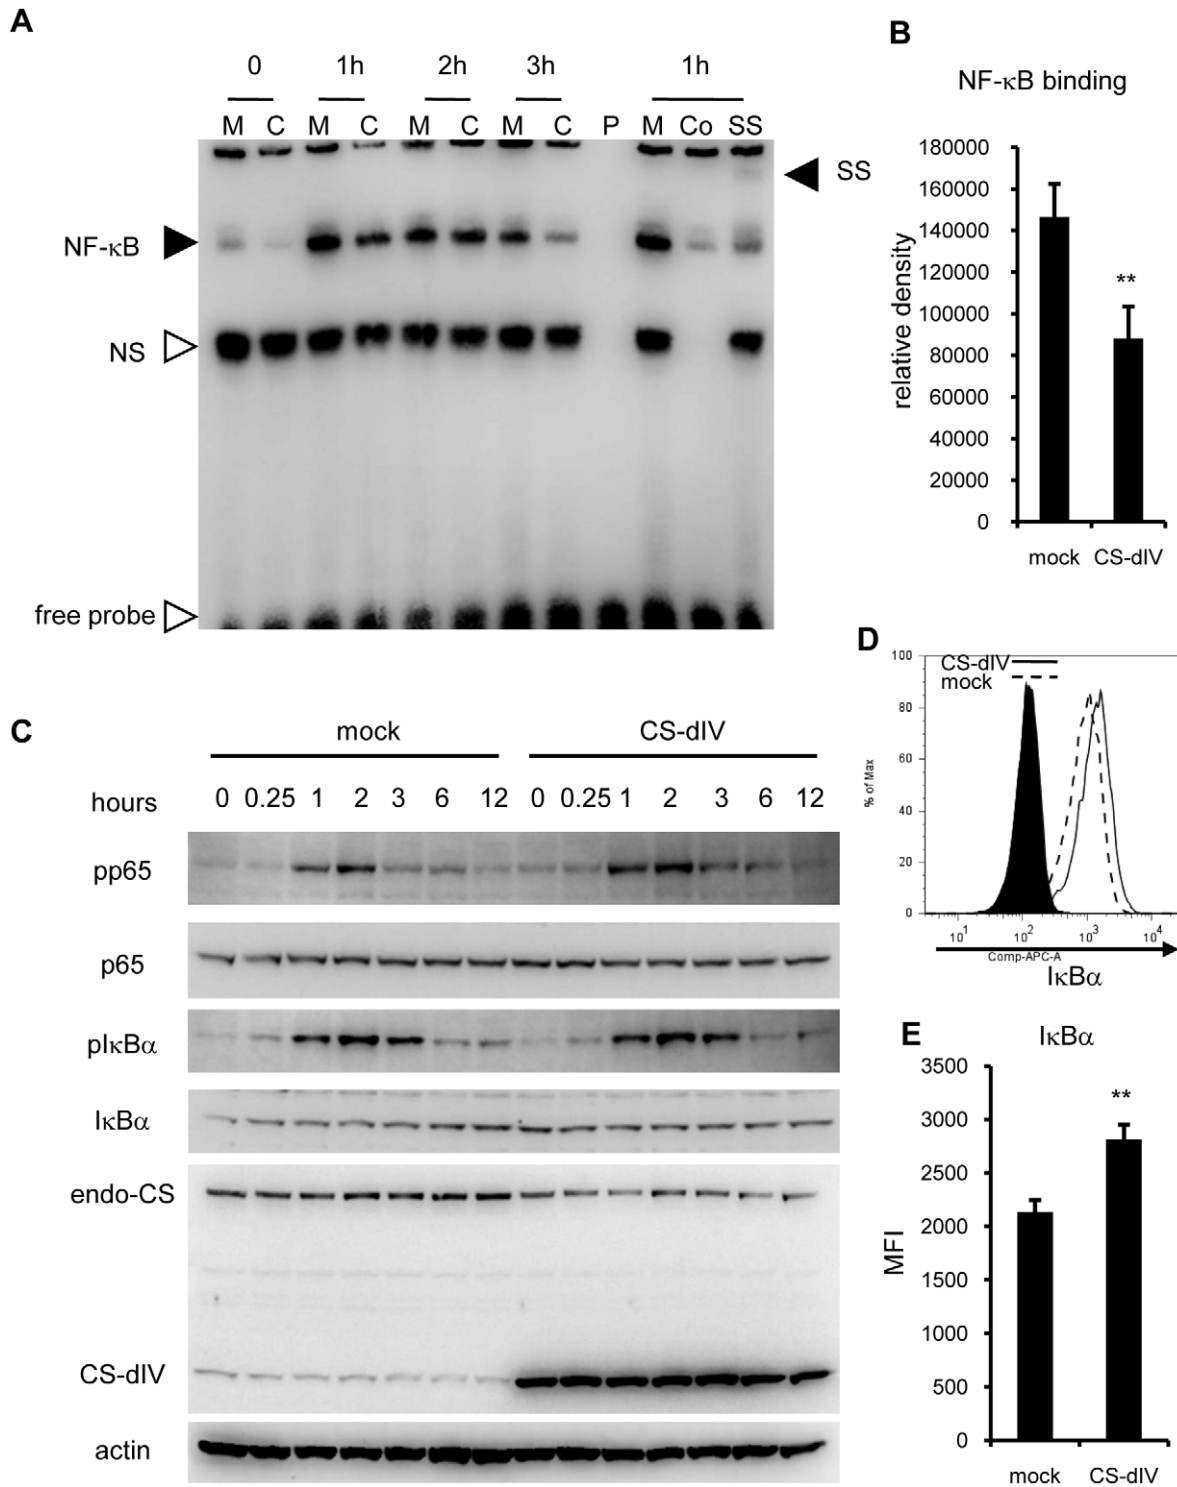 A
0 1h 2h 3h 1h
M C M C M C M C P M Co SS
SS
NF-κB
NS
free probe
B
NF-κB binding
relative density
180000
160000
140000
120000
100000
80000
60000
40000
20000
0
**
mock CS-dIV
C
mock CS-dIV
hours 0 0.25 1 2 3 6 12 0 0.25 1 2 3 6 12
pp65
p65
pIκBα
IκBα
endo-CS
CS-dIV
actin
D
CS-dIV
mock
% of Max
100
80
60
40
20
0
10¹ 10² 10³ 10⁴
Comp-APC-A
IκBα
E
IκBα
MFI
3500
3000
2500
2000
1500
1000
500
0
**
mock CS-dIV